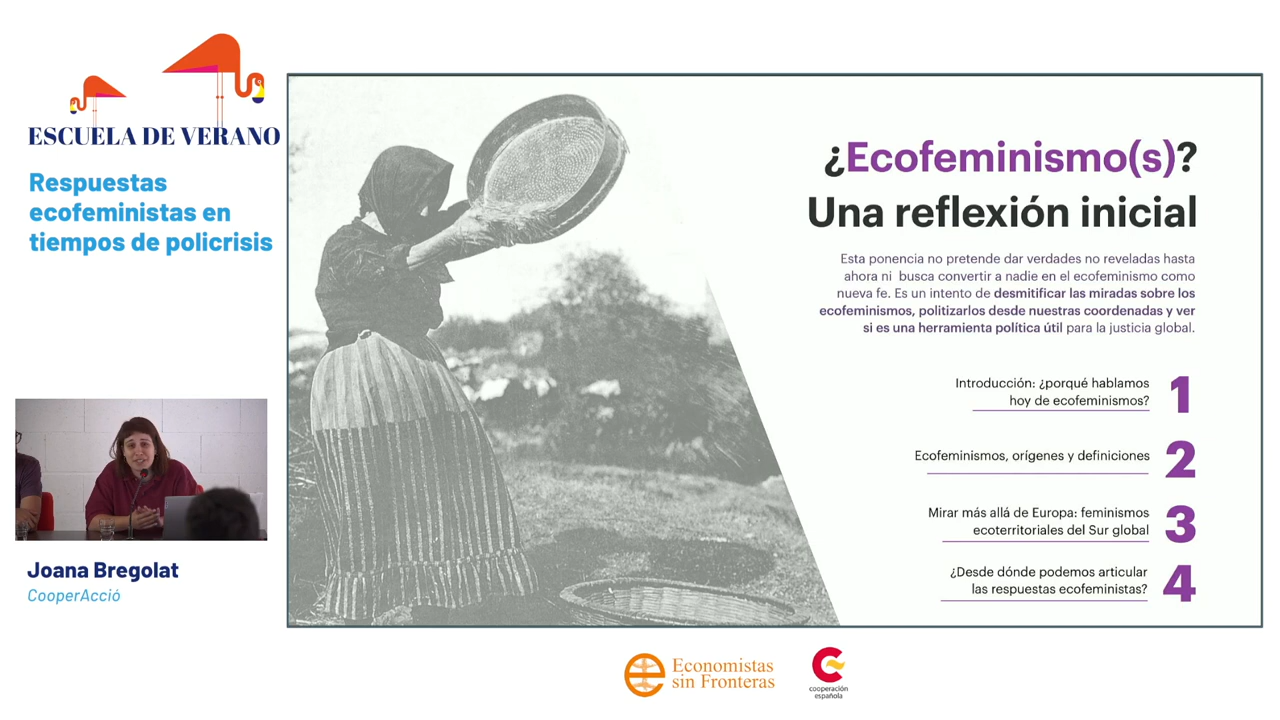 ESCUELA DE VERANO
Respuestas
ecofeministas en
tiempos de policrisis
Joana Bregolat
CooperAcció
¿Ecofeminismo(s)?
Una reflexión inicial
Esta ponencia no pretende dar verdades no reveladas hasta
ahora ni busca convertir a nadie en el ecofeminismo como
nueva fe. Es un intento de desmitificar las miradas sobre los
ecofeminismos, politizarlos desde nuestras coordenadas y ver
si es una herramienta política útil para la justicia global.
Introducción: ¿porqué hablamos
hoy de ecofeminismos?
1
Ecofeminismos, orígenes y definiciones
2
Mirar más allá de Europa: feminismos
ecoterritoriales del Sur global
3
¿Desde dónde podemos articular
las respuestas ecofeministas?
4
Economistas
sin Fronteras
cooperación
española